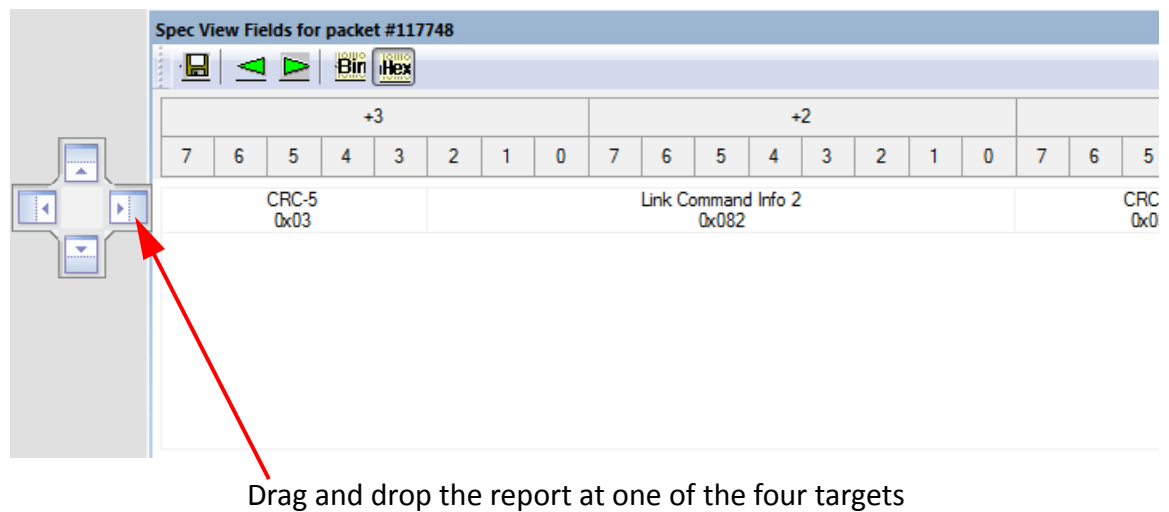 Spec View Fields for packet #117748
Bin Hex
+3 +2
7 6 5 4 3 2 1 0 7 6 5 4 3 2 1 0 7 6 5
CRC-5 Link Command Info 2 CRC
0x03 0x082 0x0
Drag and drop the report at one of the four targets